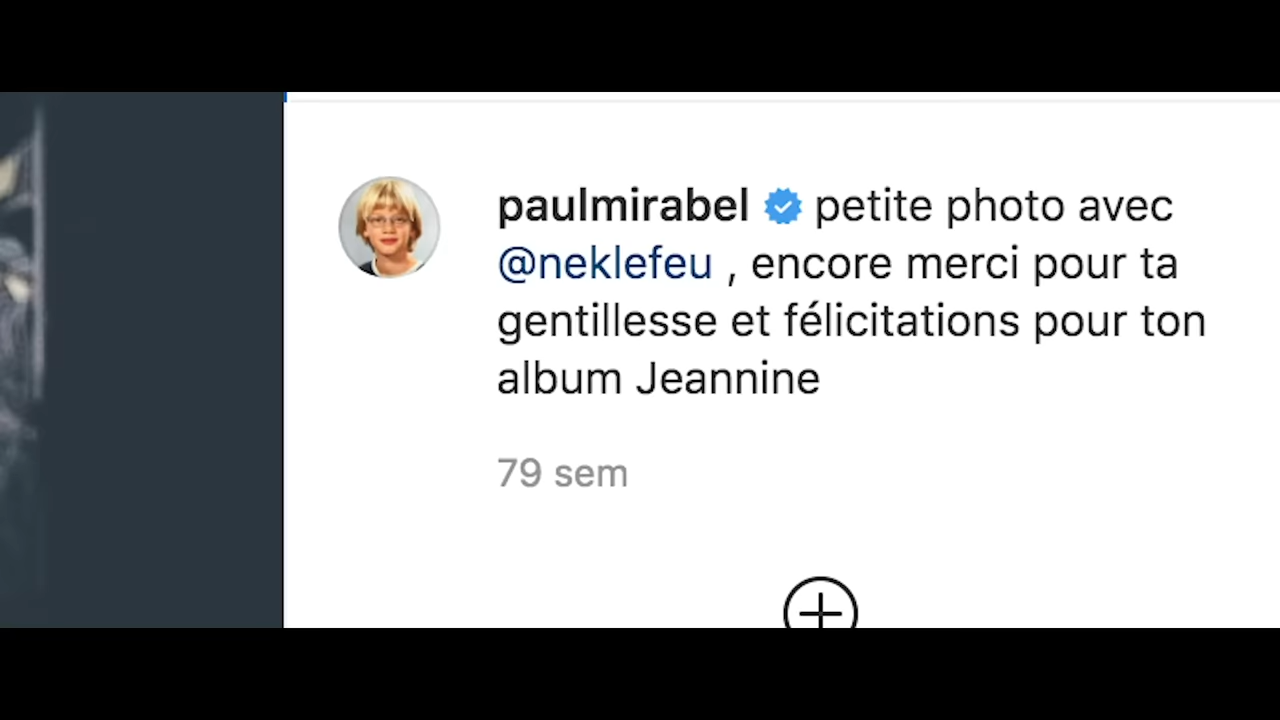 paulmirabel petite photo avec
@neklefeu , encore merci pour ta
gentillesse et félicitations pour ton
album Jeannine
79 sem